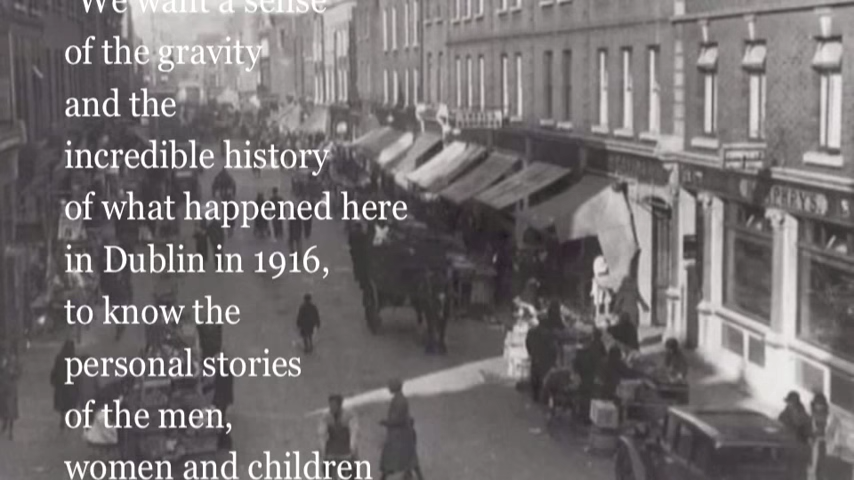 "We want a sense
of the gravity
and the
incredible history
of what happened here
in Dublin in 1916,
to know the
personal stories
of the men,
women and children